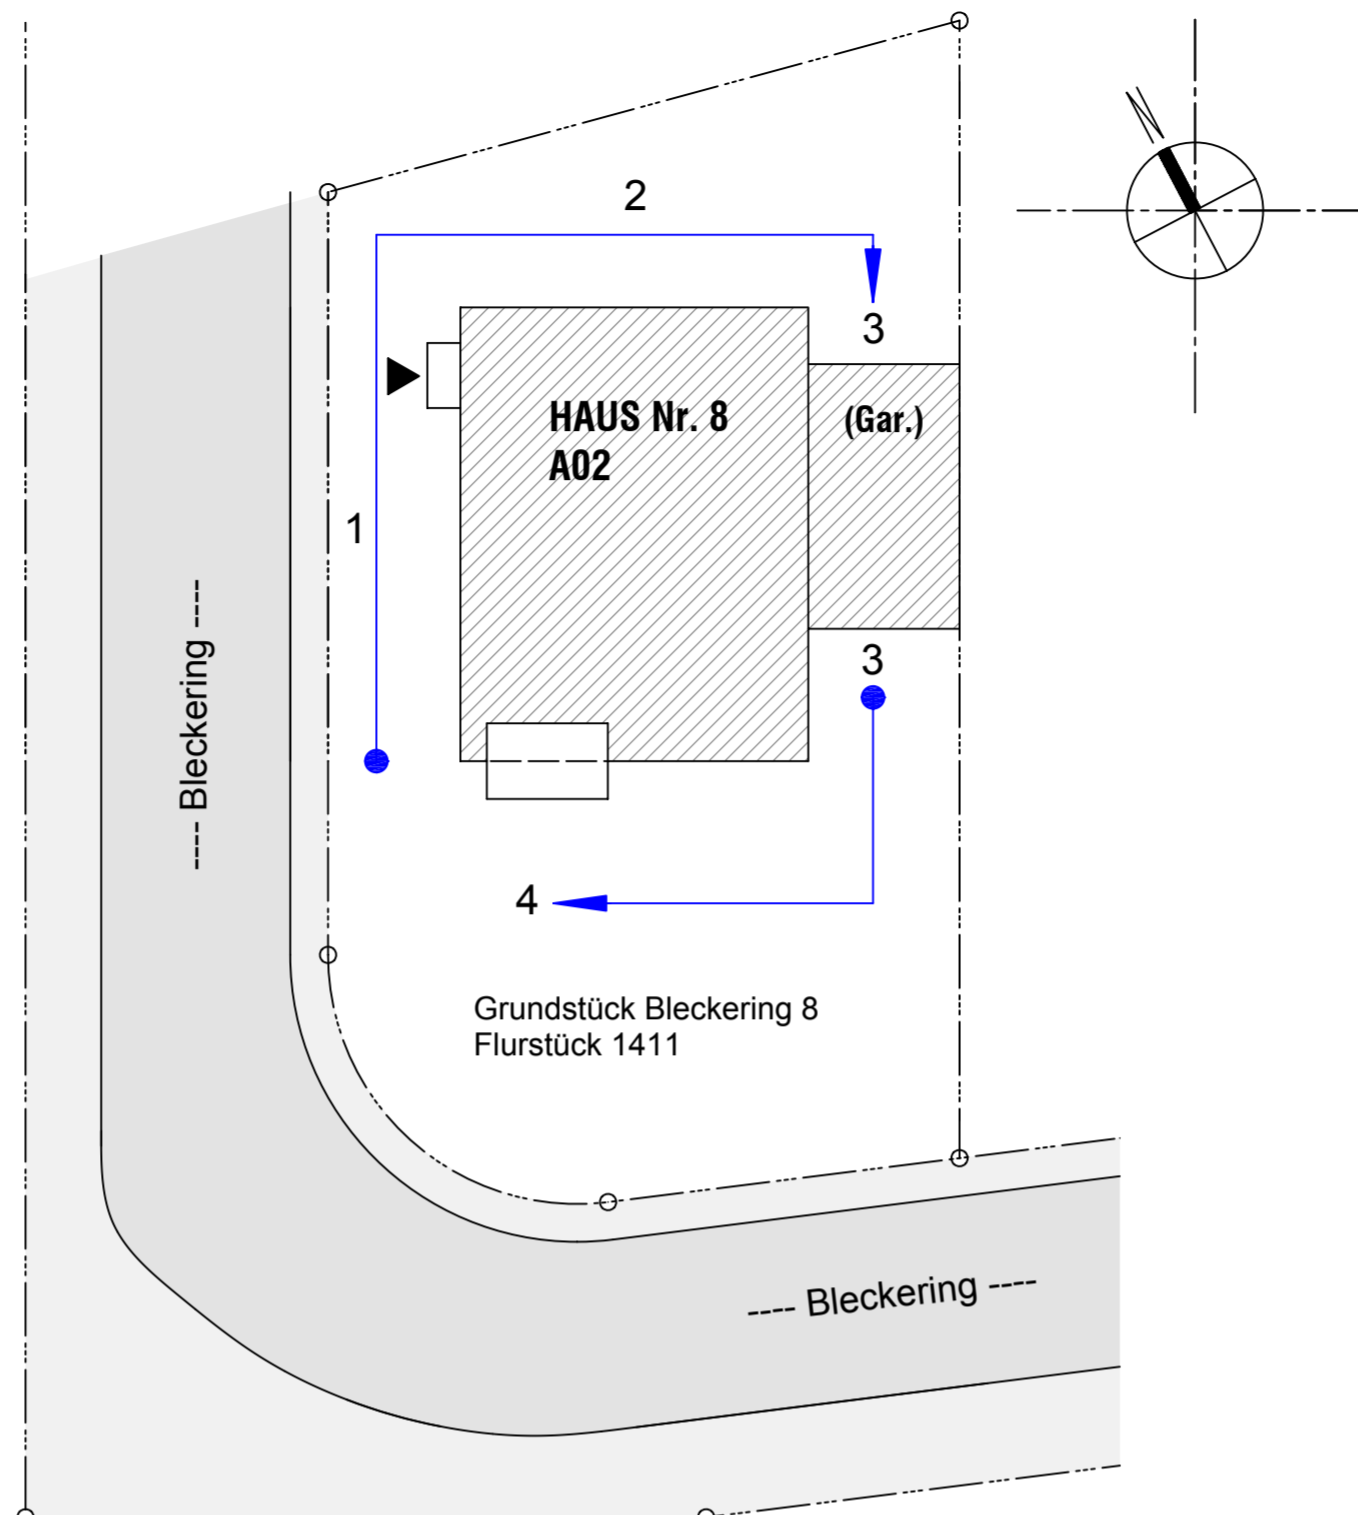 2
3
HAUS Nr. 8
A02
(Gar.)
1
---- Bleckering ----
3
4
Grundstück Bleckering 8
Flurstück 1411
---- Bleckering ----